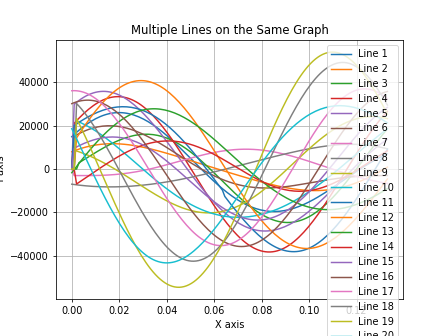 Multiple Lines on the Same Graph
40000
20000
0
−20000
−40000
0.00
0.02
0.04
0.06
0.08
0.10
X axis
Line 1
Line 2
Line 3
Line 4
Line 5
Line 6
Line 7
Line 8
Line 9
Line 10
Line 11
Line 12
Line 13
Line 14
Line 15
Line 16
Line 17
Line 18
Line 19